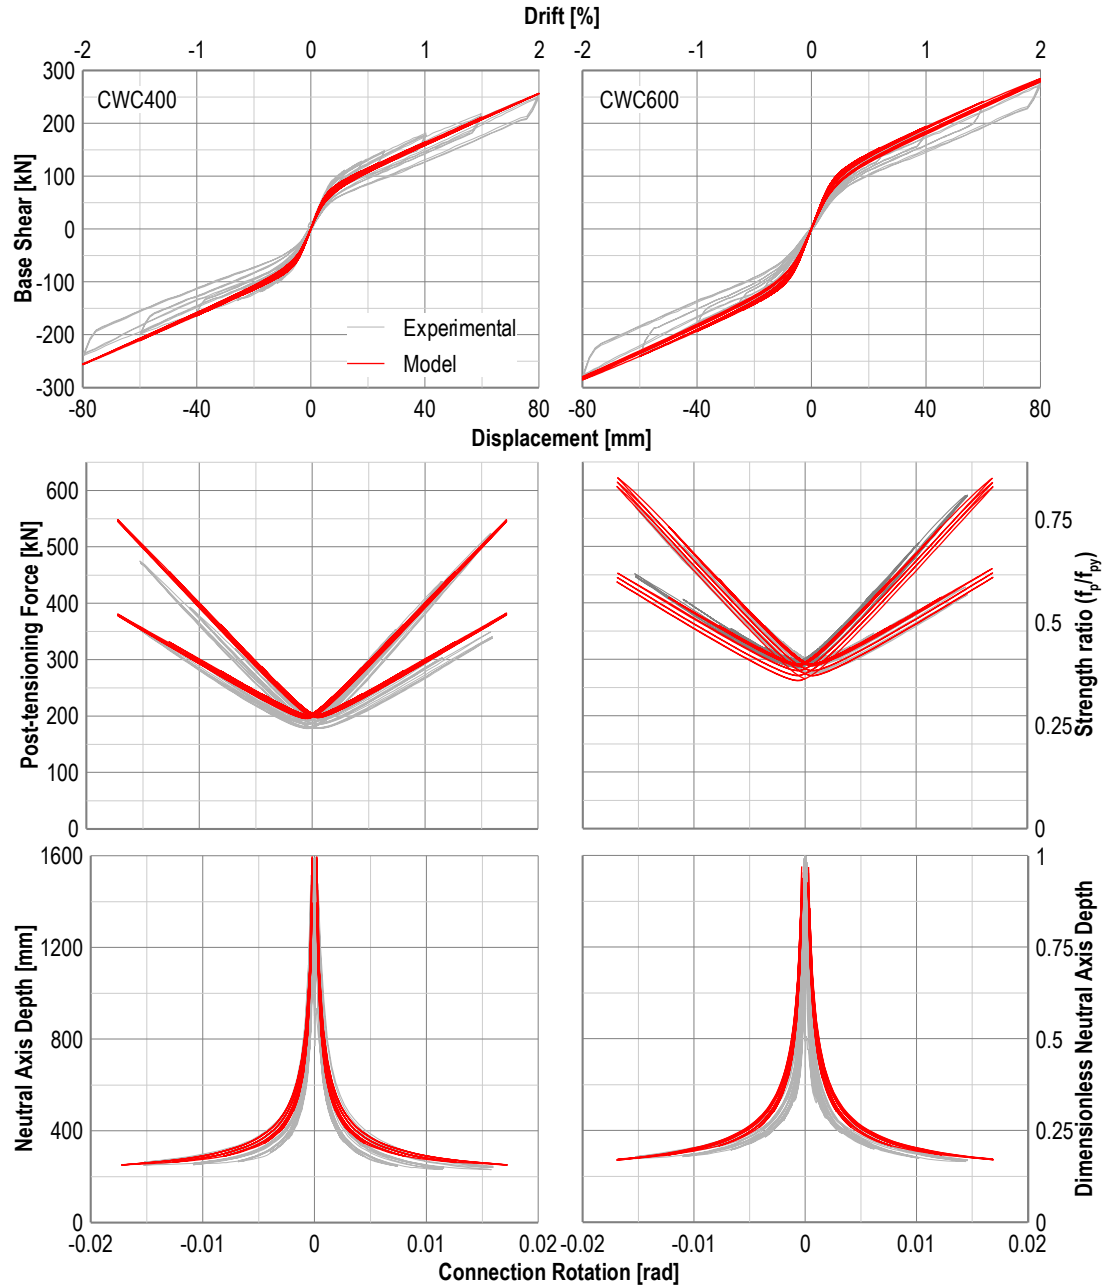 Drift [%]
-2 -1 0 1 2 -2 -1 0 1 2
300 CWC400 CWC600
200
100
0
-100
-200
-300
Base Shear [kN]
Experimental
Model
-80 -40 0 40 80 -80 -40 0 40 80
Displacement [mm]
600
500
400
300
200
100
0
Post-tensioning Force [kN]
0.75
0.5
0.25
0
Strength ratio (fp/fpy)
1600
1200
800
400
0
Neutral Axis Depth [mm]
1
0.75
0.5
0.25
0
Dimensionless Neutral Axis Depth
-0.02 -0.01 0 0.01 0.02 -0.02 -0.01 0 0.01 0.02
Connection Rotation [rad]